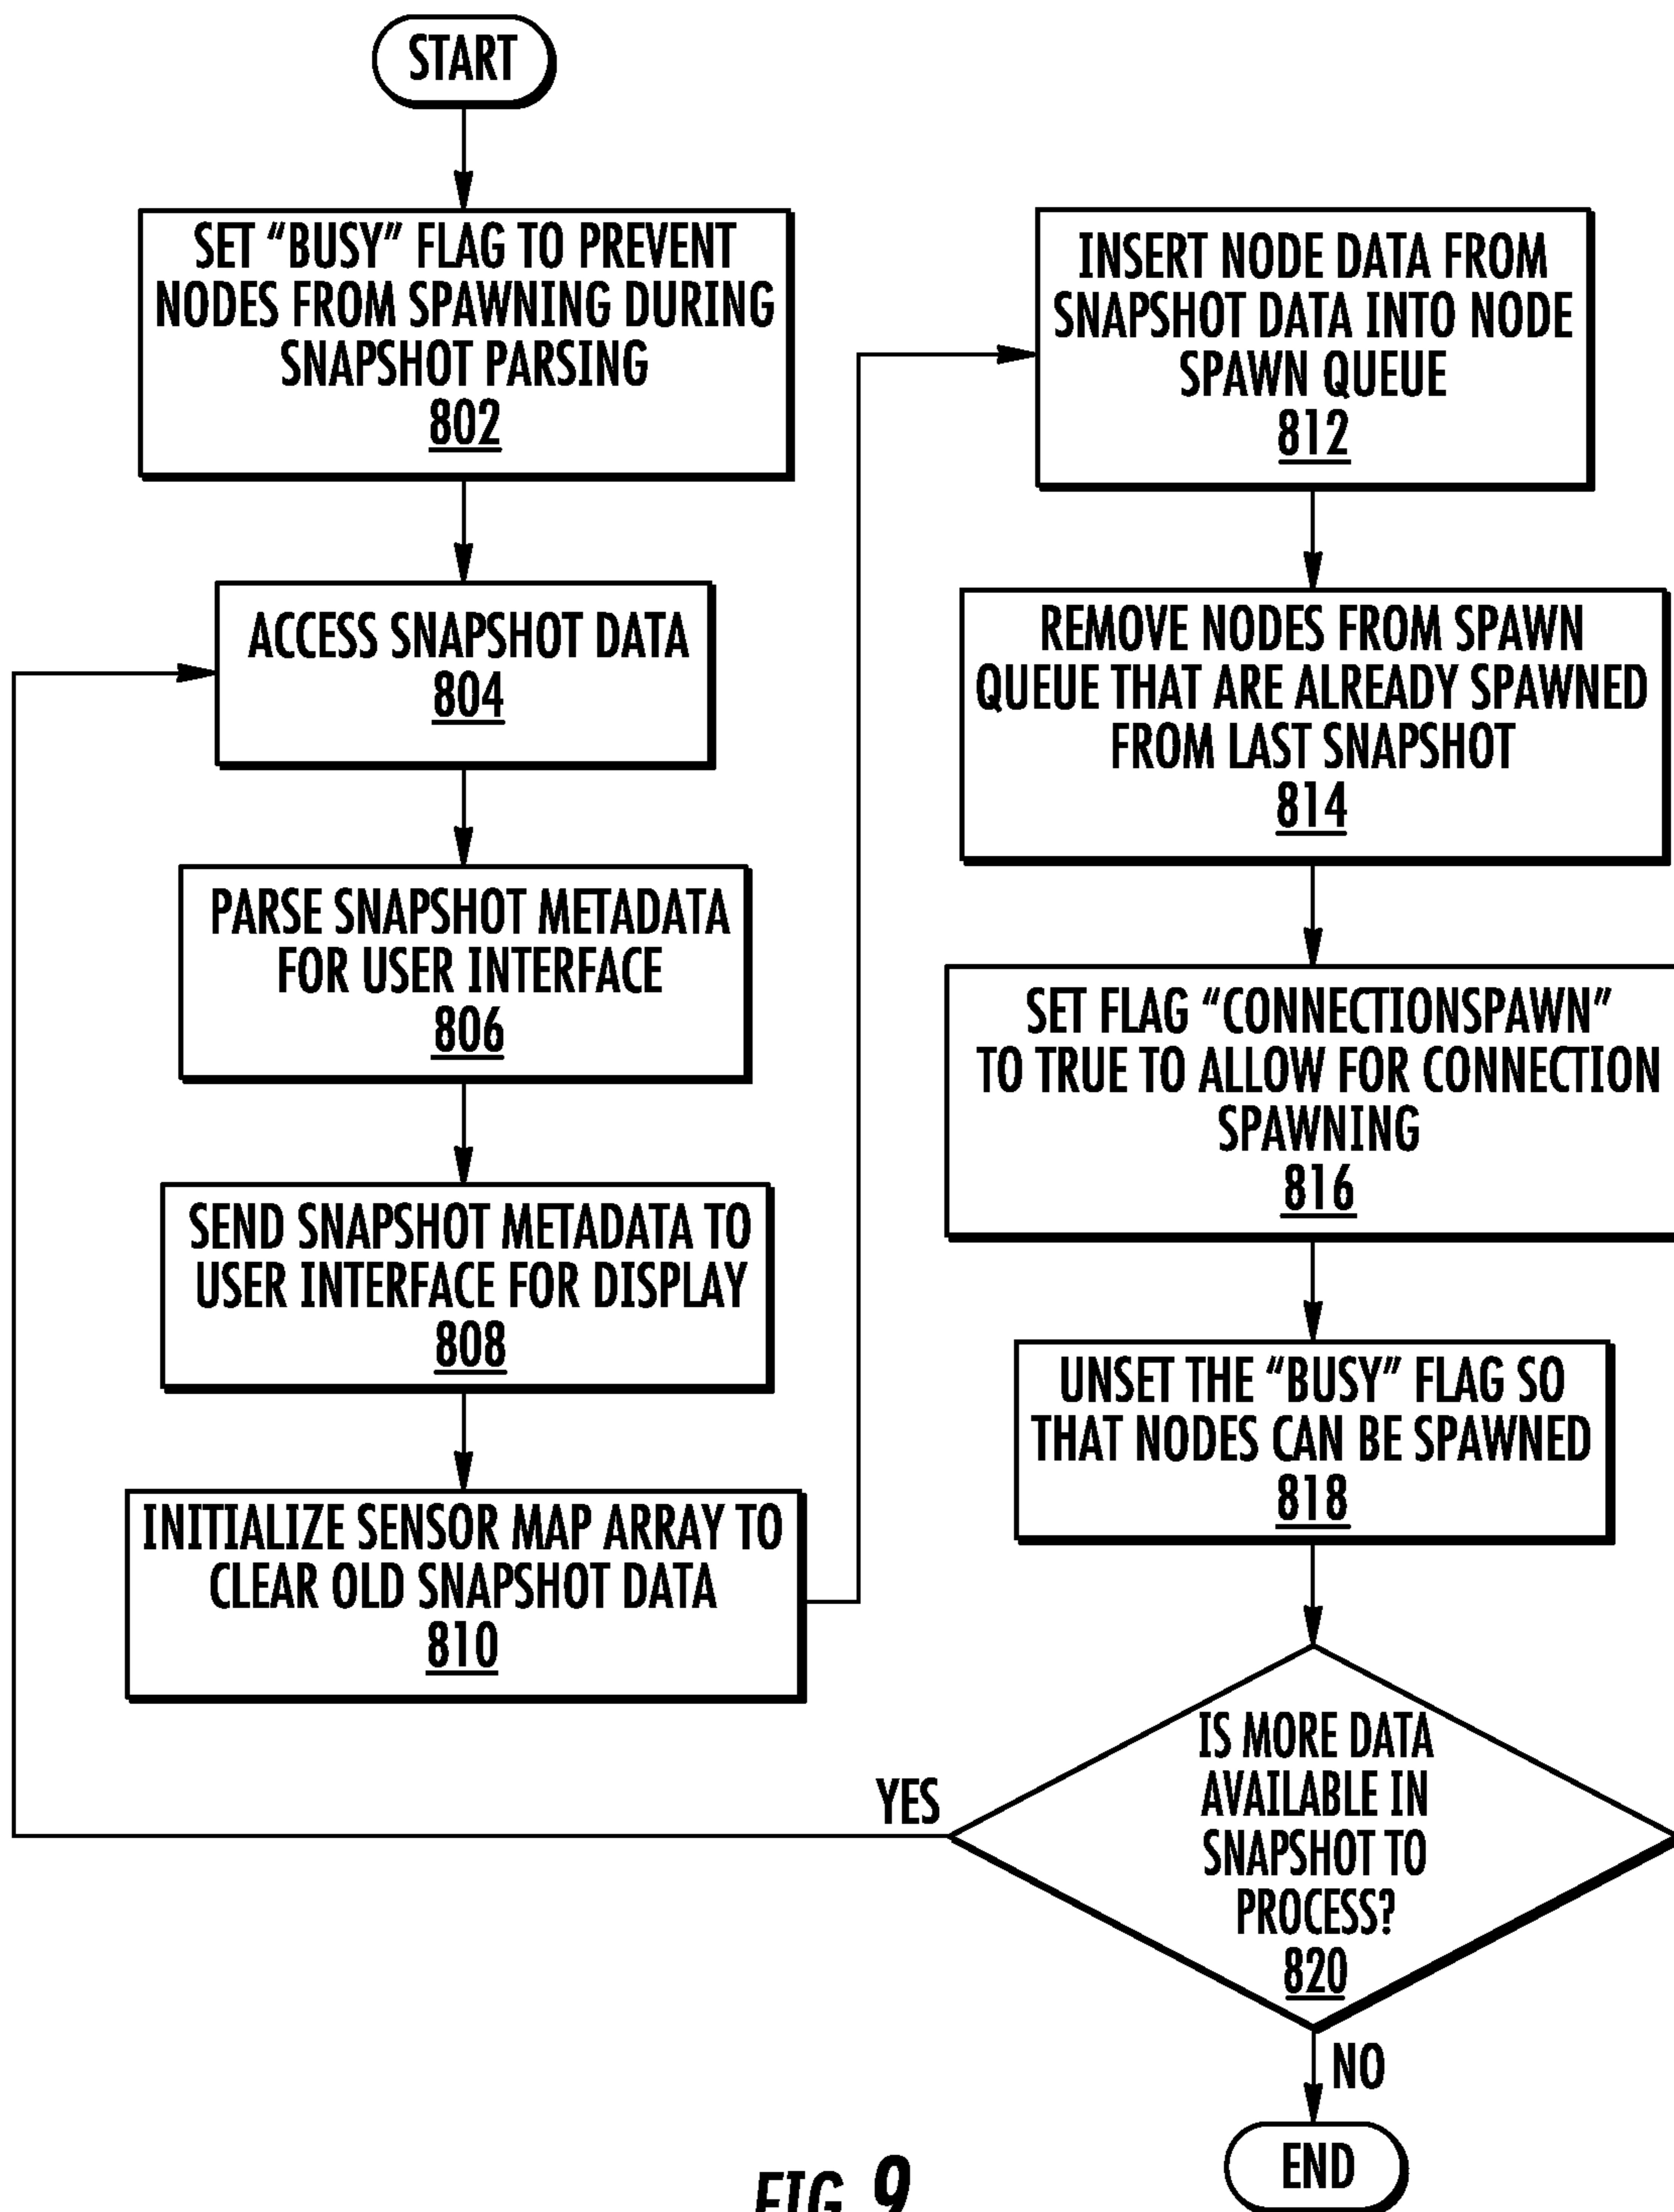 START
SET “BUSY” FLAG TO PREVENT
NODES FROM SPAWNING DURING
SNAPSHOT PARSING
802
ACCESS SNAPSHOT DATA
804
PARSE SNAPSHOT METADATA
FOR USER INTERFACE
806
SEND SNAPSHOT METADATA TO
USER INTERFACE FOR DISPLAY
808
INITIALIZE SENSOR MAP ARRAY TO
CLEAR OLD SNAPSHOT DATA
810
INSERT NODE DATA FROM
SNAPSHOT DATA INTO NODE
SPAWN QUEUE
812
REMOVE NODES FROM SPAWN
QUEUE THAT ARE ALREADY SPAWNED
FROM LAST SNAPSHOT
814
SET FLAG “CONNECTIONSPAWN”
TO TRUE TO ALLOW FOR CONNECTION
SPAWNING
816
UNSET THE “BUSY” FLAG SO
THAT NODES CAN BE SPAWNED
818
IS MORE DATA
AVAILABLE IN
SNAPSHOT TO
PROCESS?
820
YES
NO
END
FIG. 9